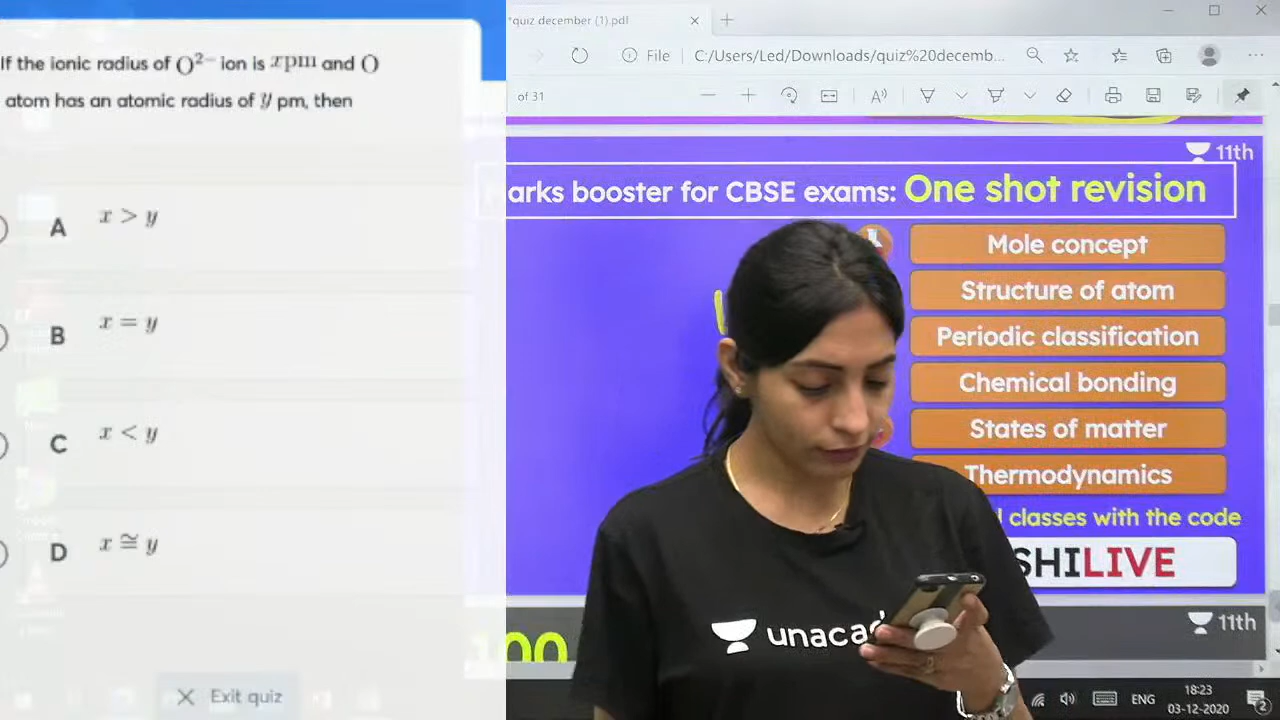 If the ionic radius of O²⁻ ion is x pm and O
atom has an atomic radius of y pm, then
A x > y
B x = y
C x < y
D x ≅ y
Exit quiz
*quiz december (1).pdf
File C:/Users/Led/Downloads/quiz%20decemb...
of 31
11th
arks booster for CBSE exams: One shot revision
Mole concept
Structure of atom
Periodic classification
Chemical bonding
States of matter
Thermodynamics
classes with the code
SHILIVE
11th
100
unacad
ENG
18:23
03-12-2020
2